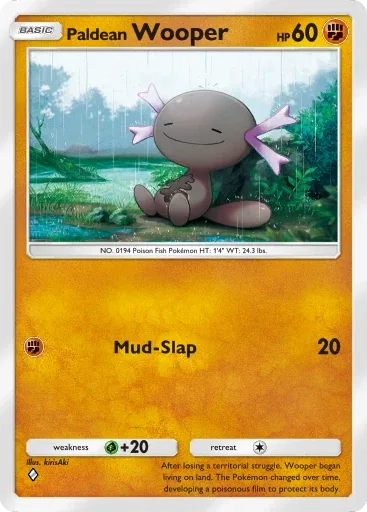 BASIC Paldean Wooper HP 60
NO. 0194 Poison Fish Pokémon HT: 1'4" WT: 24.3 lbs.
Mud-Slap 20
weakness +20 retreat
Illus. kirisAki
After losing a territorial struggle, Wooper began
living on land. The Pokémon changed over time,
developing a poisonous film to protect its body.